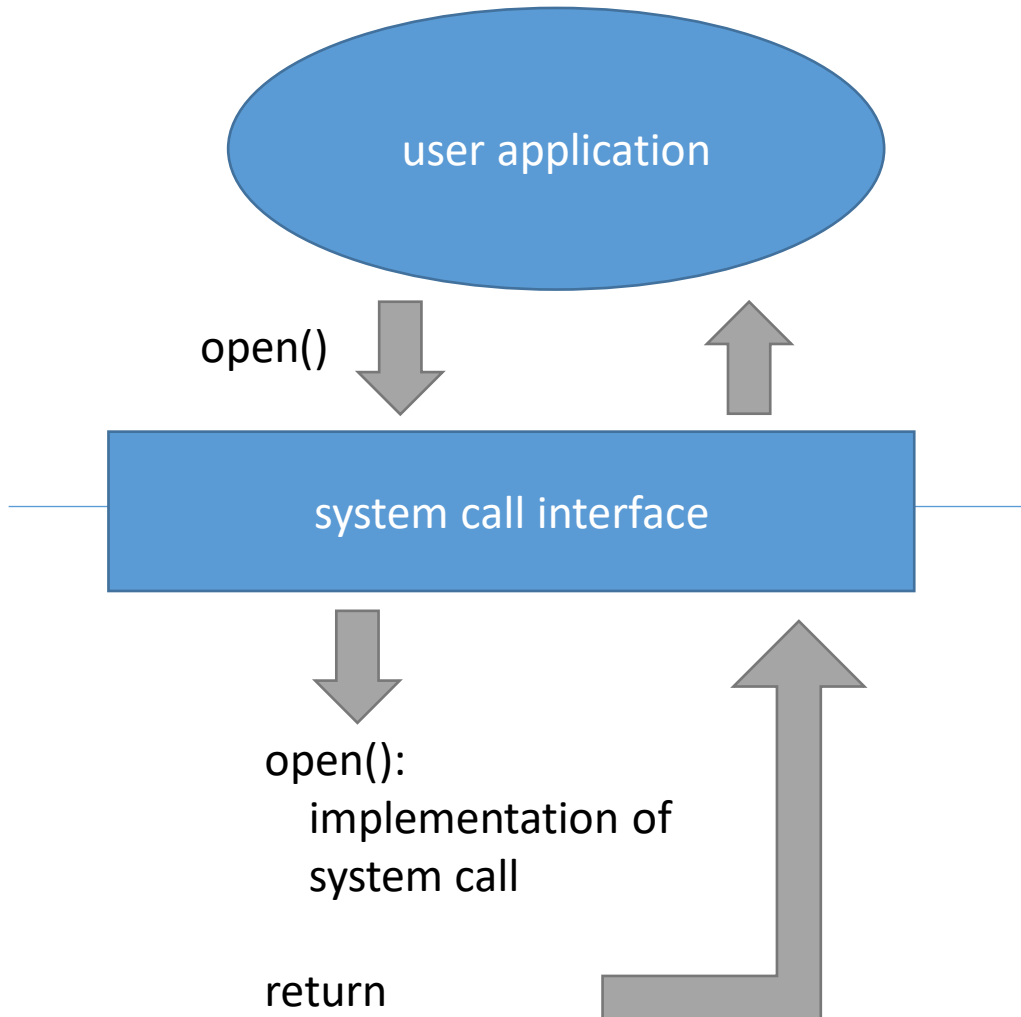 user application
open()
system call interface
open():
implementation of
system call
return